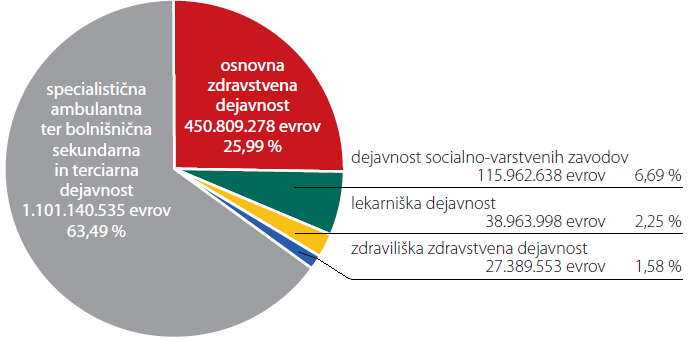 specialistična
ambulantna
ter bolnišnična
sekundarna
in terciarna
dejavnost
1.101.140.535 evrov
63,49 %
osnovna
zdravstvena
dejavnost
450.809.278 evrov
25,99 %
dejavnost socialno-varstvenih zavodov
115.962.638 evrov 6,69 %
lekarniška dejavnost
38.963.998 evrov 2,25 %
zdraviliška zdravstvena dejavnost
27.389.553 evrov 1,58 %